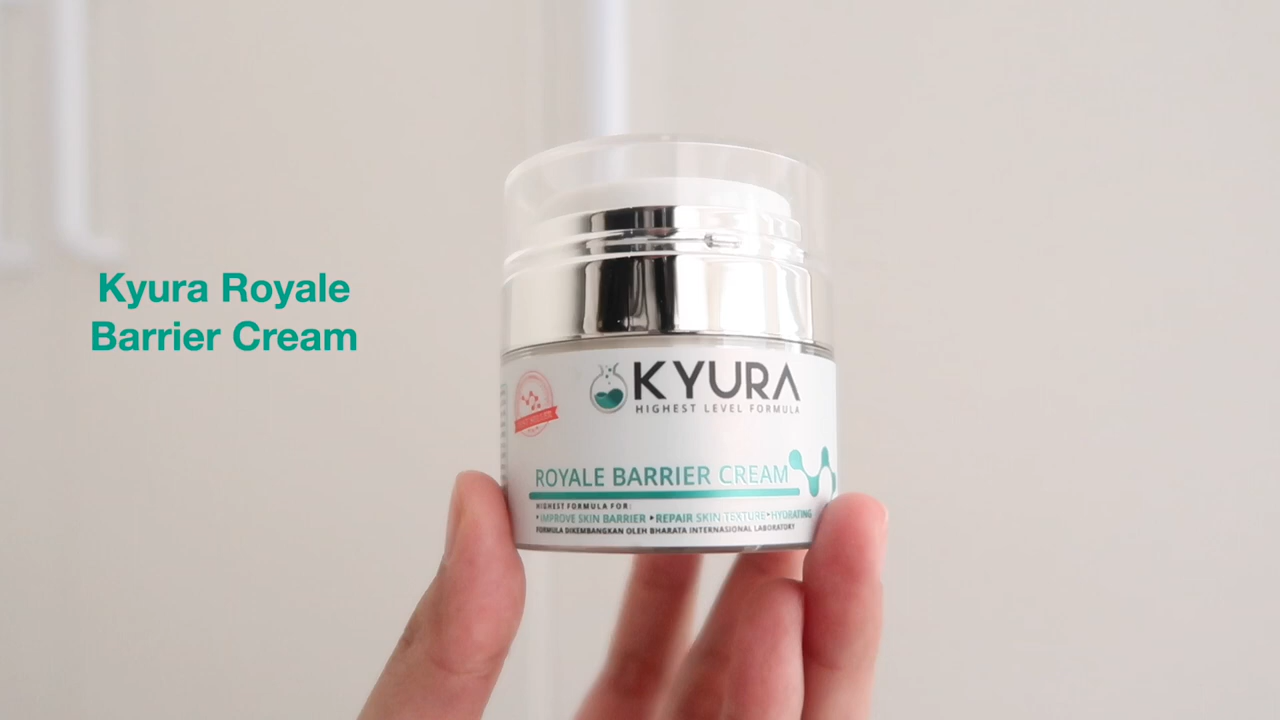 Kyura Royale
Barrier Cream
KYURA
HIGHEST LEVEL FORMULA
ROYALE BARRIER CREAM
HIGHEST FORMULA FOR:
• IMPROVE SKIN BARRIER • REPAIR SKIN TEXTURE • HYDRATING
FORMULA DIKEMBANGKAN OLEH BHARATA INTERNASIONAL LABORATORY